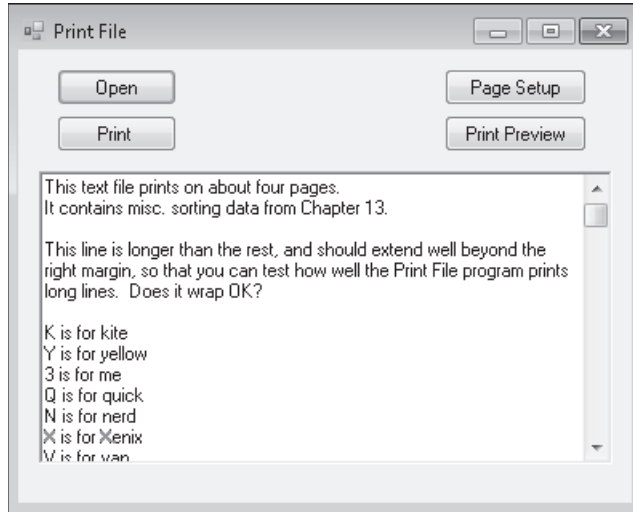 Print File
Open
Page Setup
Print
Print Preview
This text file prints on about four pages.
It contains misc. sorting data from Chapter 13.
This line is longer than the rest, and should extend well beyond the
right margin, so that you can test how well the Print File program prints
long lines.  Does it wrap OK?
K is for kite
Y is for yellow
3 is for me
Q is for quick
N is for nerd
X is for Xenix
V is for van